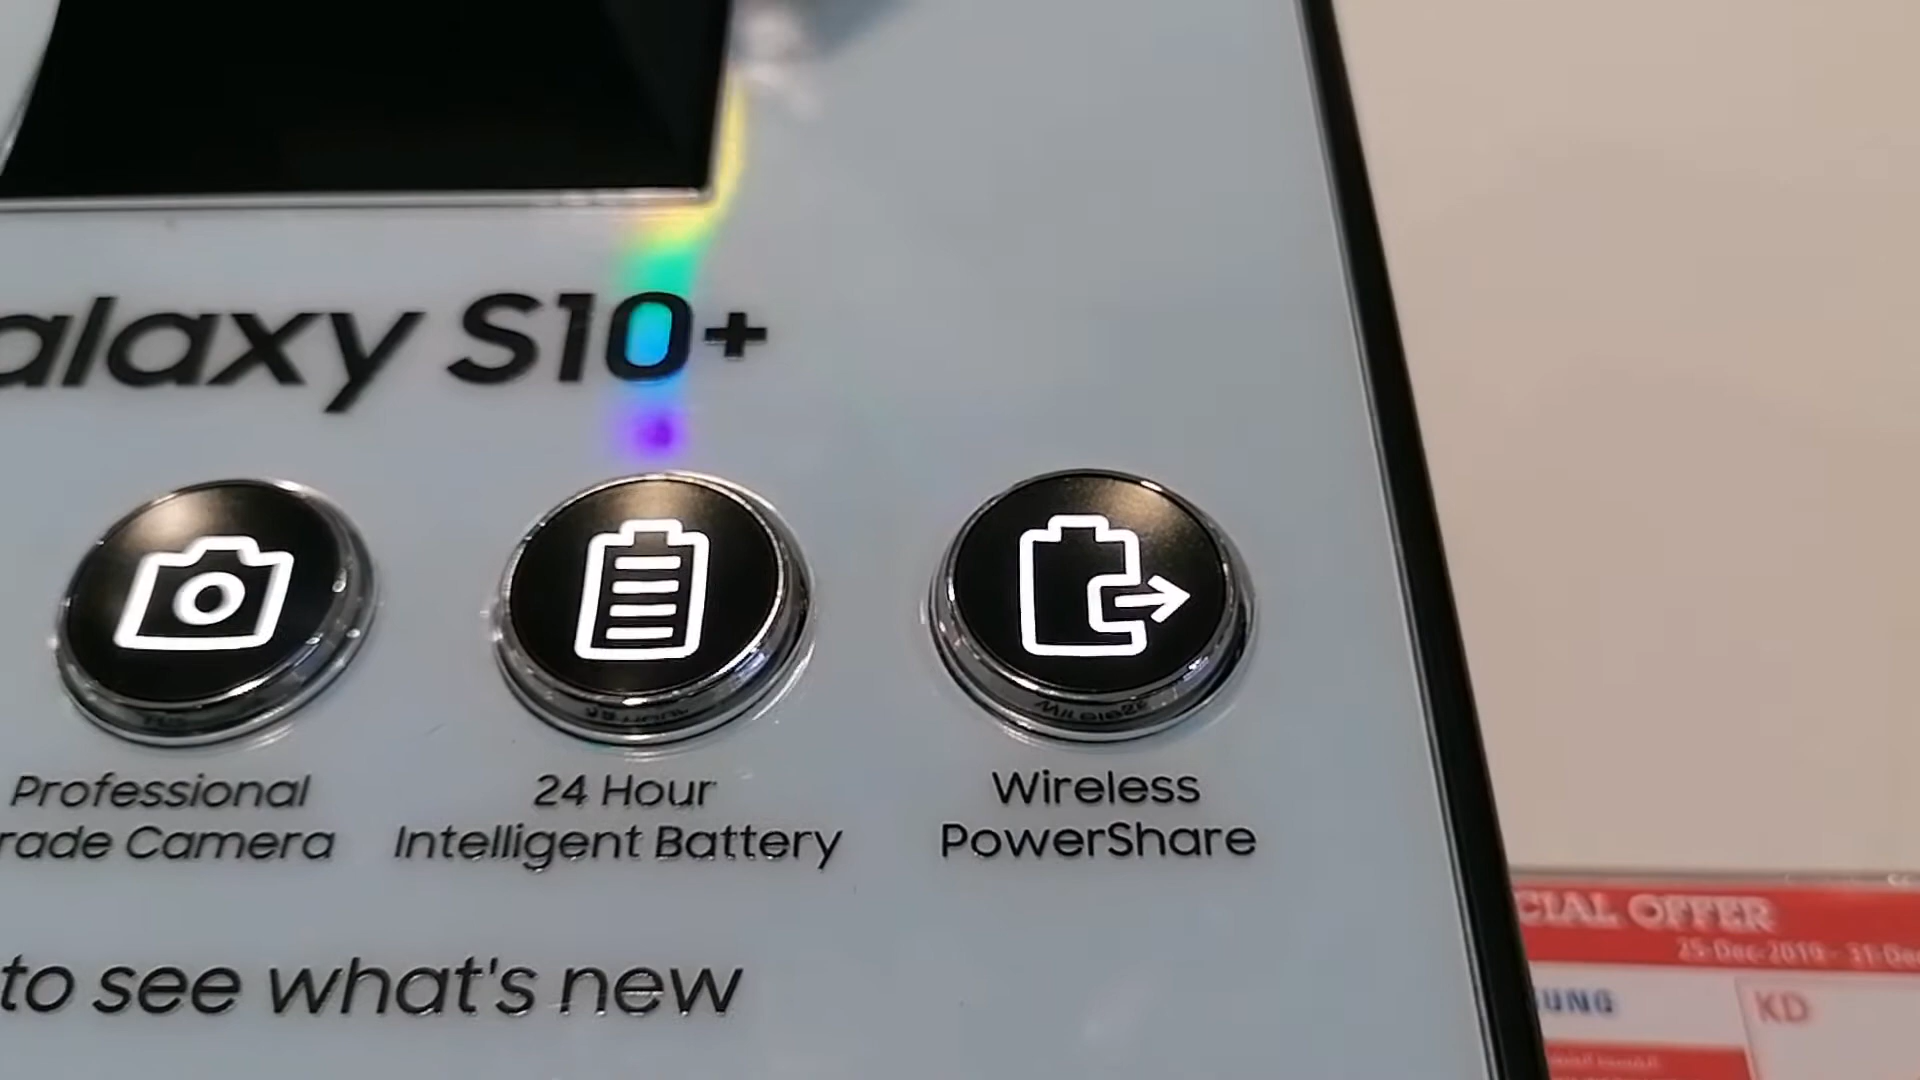 alaxy S10+
Professional
rade Camera
24 Hour
Intelligent Battery
Wireless
PowerShare
to see what's new
CIAL OFFER
25-Dec-2019 - 31-Dec
UNG
KD